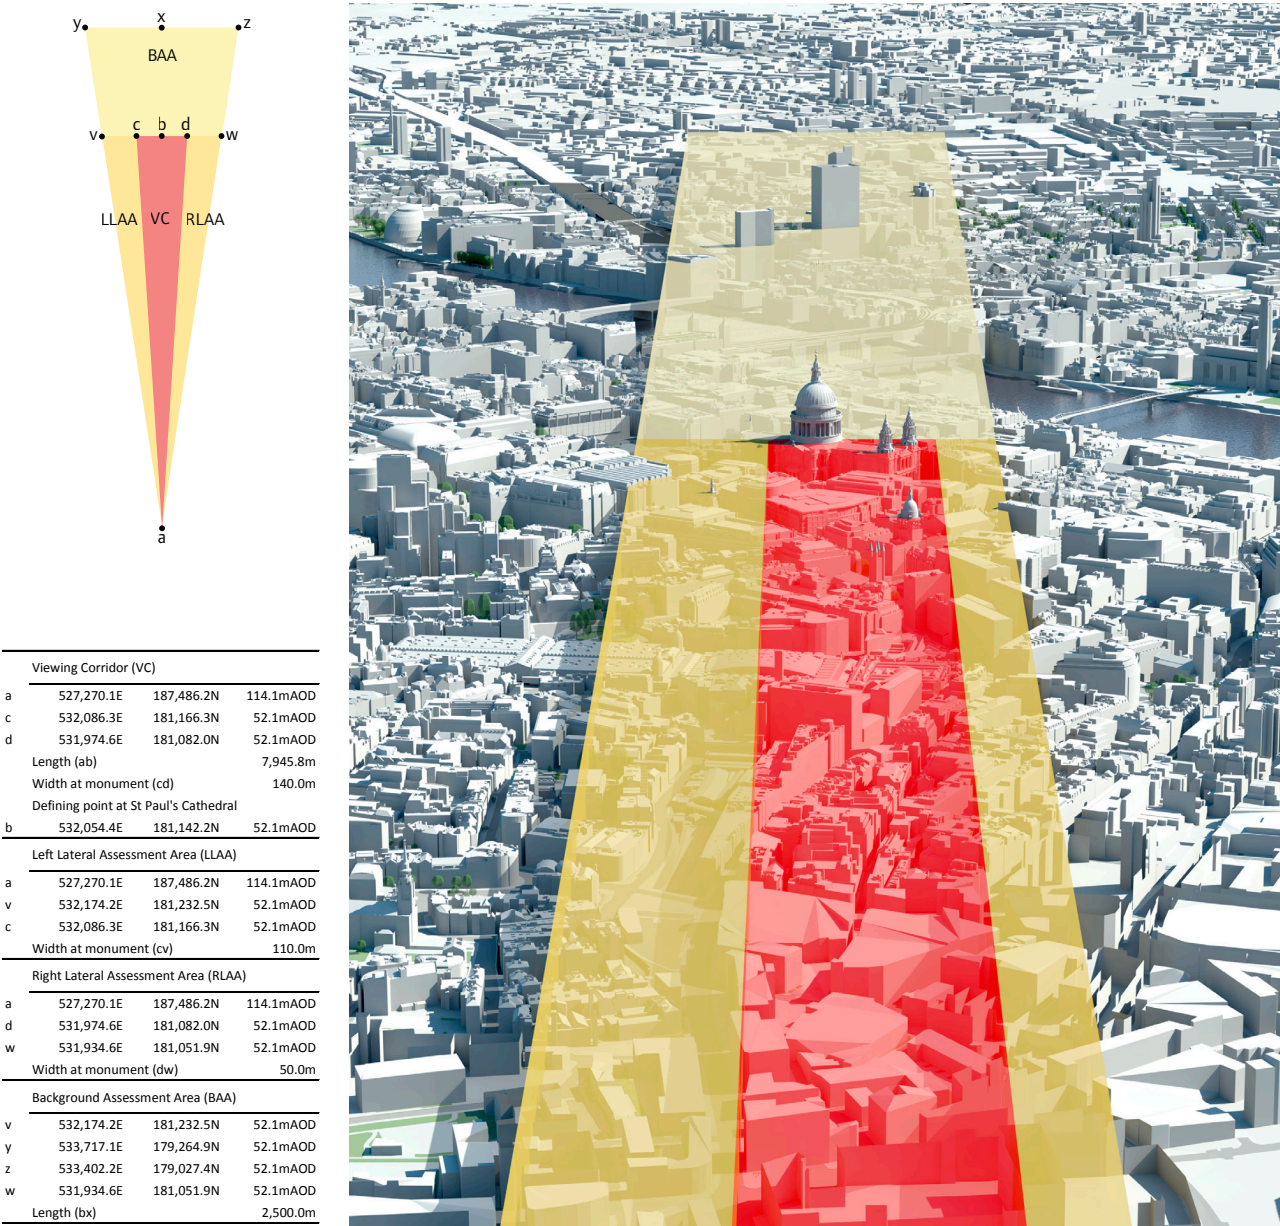 y x z
BAA
v c b d w
LLAA VC RLAA
a
Viewing Corridor (VC)
a 527,270.1E 187,486.2N 114.1mAOD
c 532,086.3E 181,166.3N 52.1mAOD
d 531,974.6E 181,082.0N 52.1mAOD
Length (ab) 7,945.8m
Width at monument (cd) 140.0m
Defining point at St Paul's Cathedral
b 532,054.4E 181,142.2N 52.1mAOD
Left Lateral Assessment Area (LLAA)
a 527,270.1E 187,486.2N 114.1mAOD
v 532,174.2E 181,232.5N 52.1mAOD
c 532,086.3E 181,166.3N 52.1mAOD
Width at monument (cv) 110.0m
Right Lateral Assessment Area (RLAA)
a 527,270.1E 187,486.2N 114.1mAOD
d 531,974.6E 181,082.0N 52.1mAOD
w 531,934.6E 181,051.9N 52.1mAOD
Width at monument (dw) 50.0m
Background Assessment Area (BAA)
v 532,174.2E 181,232.5N 52.1mAOD
y 533,717.1E 179,264.9N 52.1mAOD
z 533,402.2E 179,027.4N 52.1mAOD
w 531,934.6E 181,051.9N 52.1mAOD
Length (bx) 2,500.0m